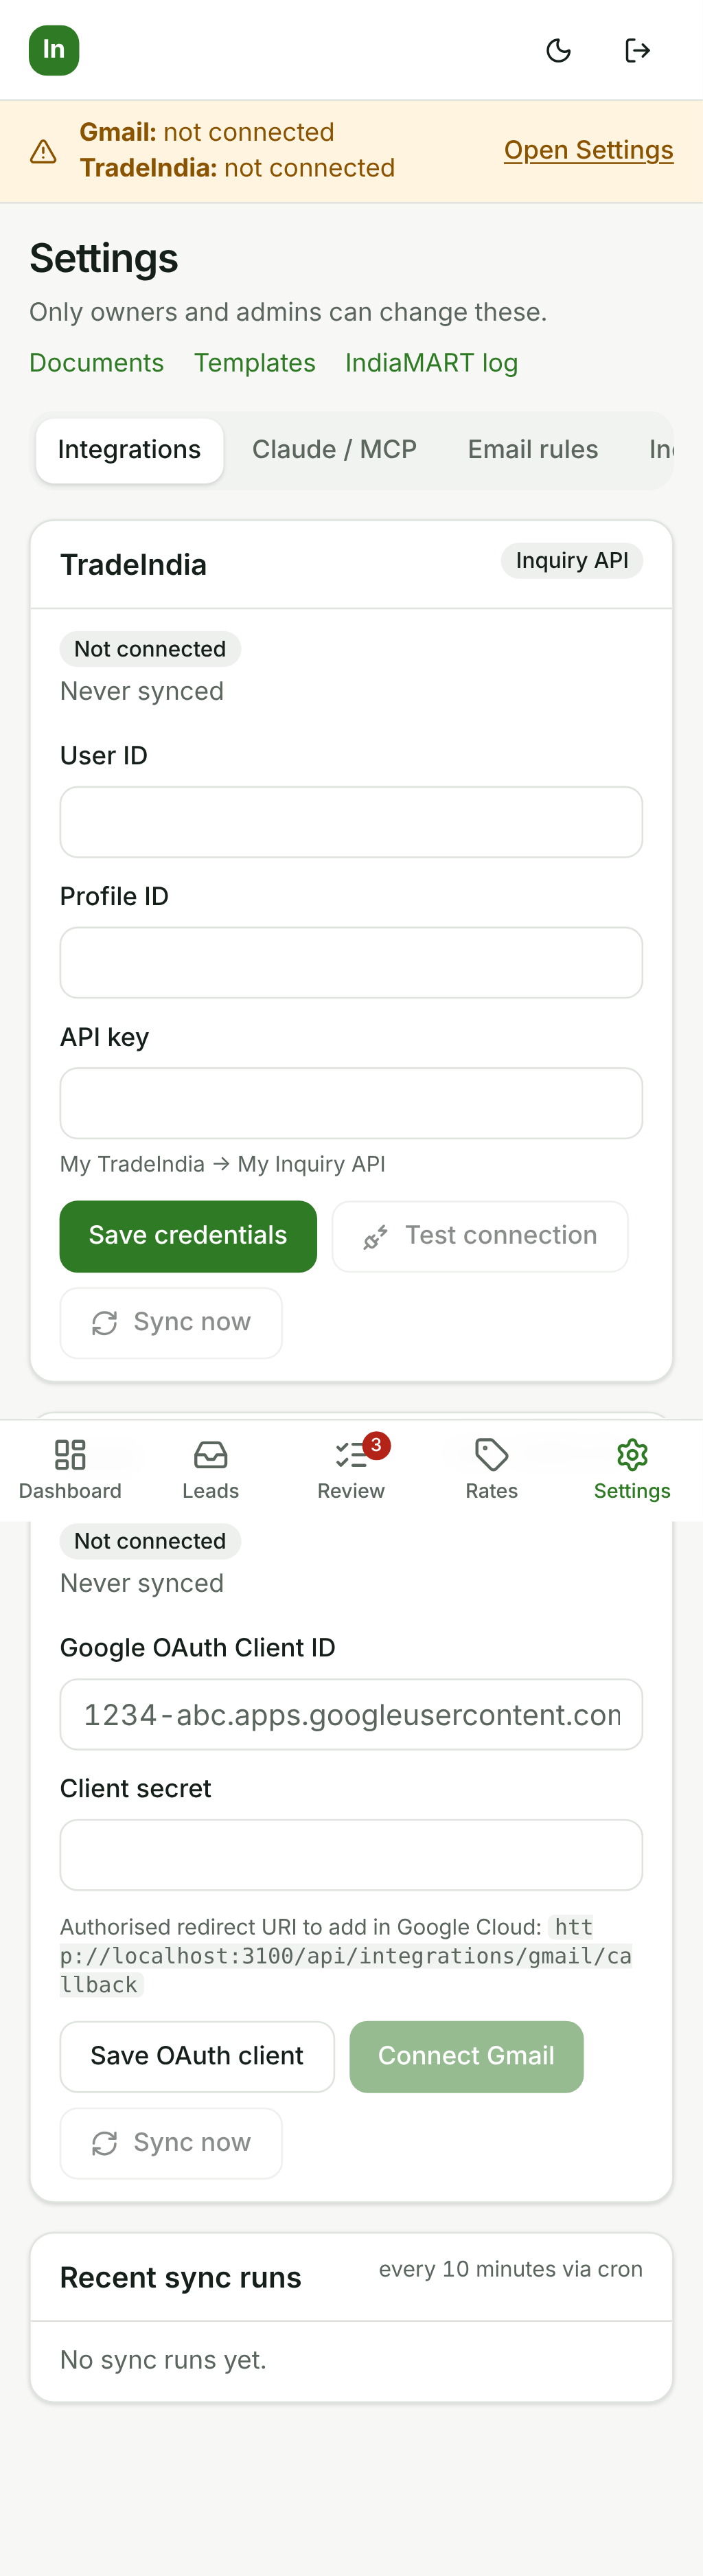 In
Gmail: not connected
TradeIndia: not connected
Open Settings
Settings
Only owners and admins can change these.
Documents Templates IndiaMART log
Integrations Claude / MCP Email rules
TradeIndia Inquiry API
Not connected
Never synced
User ID
Profile ID
API key
My TradeIndia → My Inquiry API
Save credentials Test connection
Sync now
3
Dashboard Leads Review Rates Settings
Not connected
Never synced
Google OAuth Client ID
1234-abc.apps.googleusercontent.com
Client secret
Authorised redirect URI to add in Google Cloud: htt
p://localhost:3100/api/integrations/gmail/ca
llback
Save OAuth client Connect Gmail
Sync now
Recent sync runs every 10 minutes via cron
No sync runs yet.